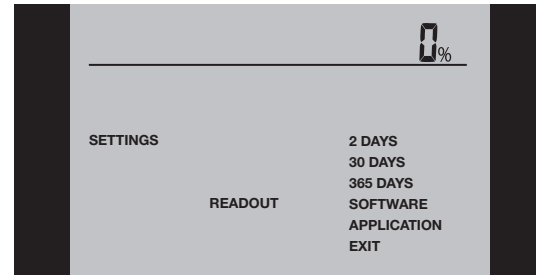 0%
SETTINGS 2 DAYS
30 DAYS
365 DAYS
READOUT SOFTWARE
APPLICATION
EXIT